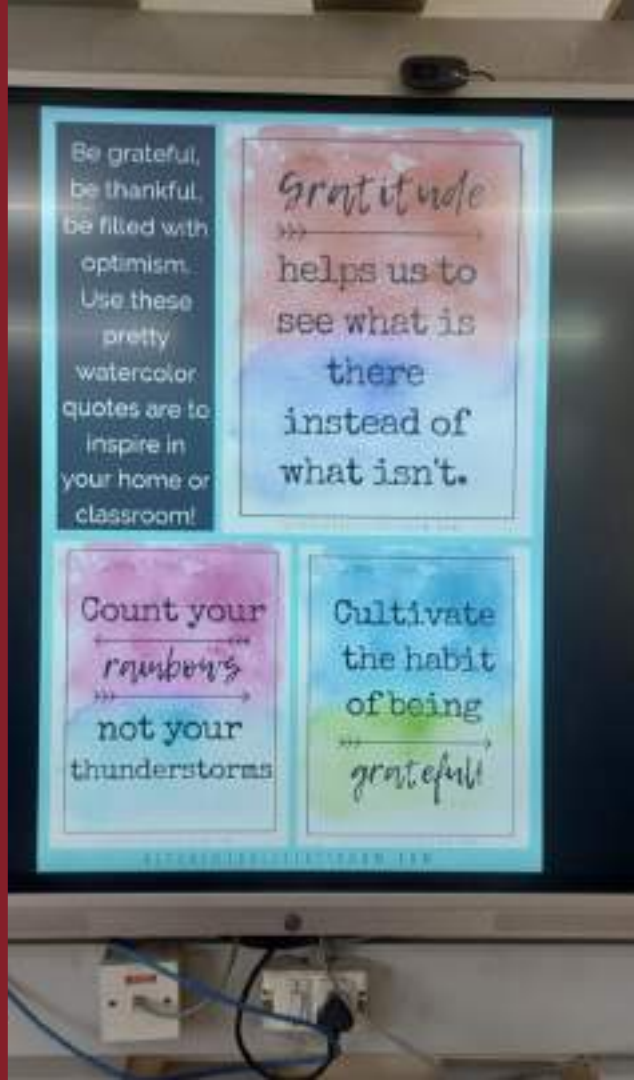 Be grateful,
be thankful,
be filled with
optimism.
Use these
pretty
watercolor
quotes are to
inspire in
your home or
classroom!
Gratitude
helps us to
see what is
there
instead of
what isn't.
Count your
rainbows
not your
thunderstorms
Cultivate
the habit
of being
grateful!